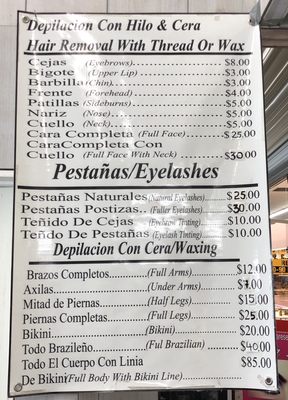 Depilacion Con Hilo & Cera
Hair Removal With Thread Or Wax
Cejas (Eyebrows) $8.00
Bigote (Upper Lip) $3.00
Barbilla (Chin) $3.00
Frente (Forehead) $4.00
Patillas (Sideburns) $5.00
Nariz (Nose) $5.00
Cuello (Neck) $5.00
Cara Completa (Full Face) $25.00
CaraCompleta Con
Cuello (Full Face With Neck) $30.00
Pestañas/Eyelashes
Pestañas Naturales (Natural Eyelashes) $25.00
Pestañas Postizas (Fuller Eyelashes) $30.00
Teñido De Cejas (Eyebrow Tinting) $10.00
Teñdo De Pestañas (Eyelash Tinting) $10.00
Depilacion Con Cera/Waxing
Brazos Completos (Full Arms) $12.00
Axilas (Under Arms) $7.00
Mitad de Piernas (Half Legs) $15.00
Piernas Completas (Full Legs) $25.00
Bikini (Bikini) $20.00
Todo Brazileño (Ful Brazilian) $40.00
Todo El Cuerpo Con Linia $85.00
De Bikini (Full Body With Bikini Line)